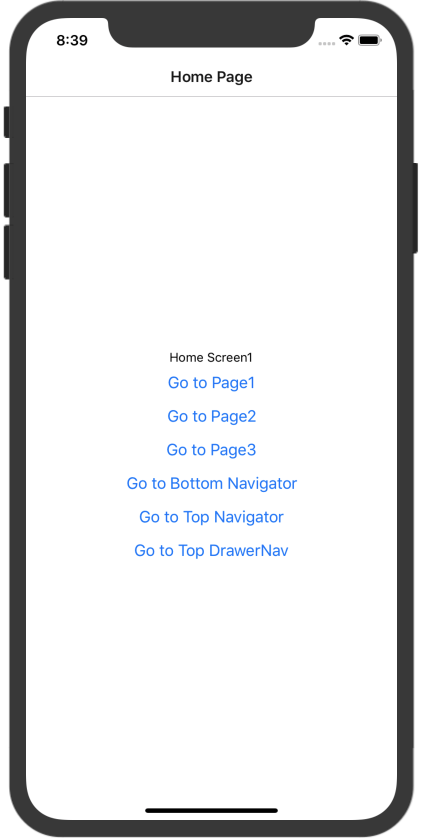 8:39
Home Page
Home Screen1
Go to Page1
Go to Page2
Go to Page3
Go to Bottom Navigator
Go to Top Navigator
Go to Top DrawerNav